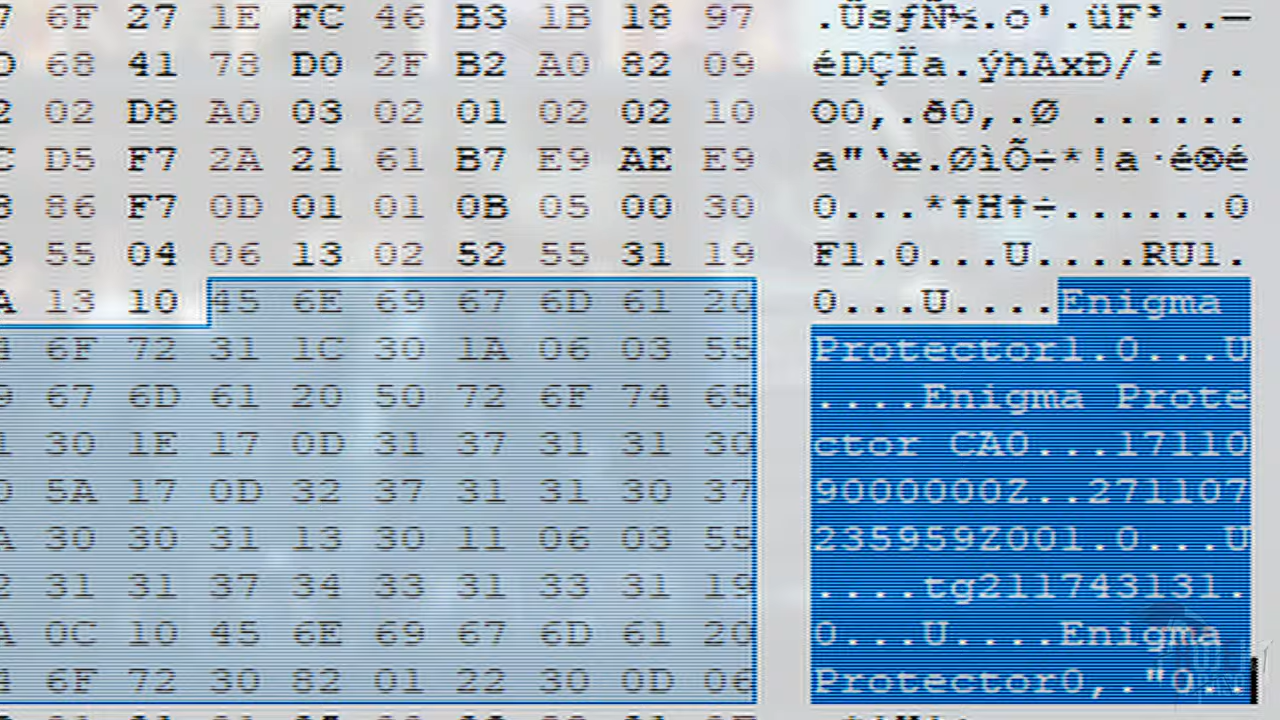 6F 27 1E FC 46 B3 1B 18 97 .ÛsƒÑ¼.o'.üF³..—
68 41 78 D0 2F B2 A0 82 09 éDÇÏa.ýhAxÐ/² ‚.
02 D8 A0 03 02 01 02 02 10 O0‚.ð0‚.Ø ......
D5 F7 2A 21 61 B7 E9 AE E9 a"‘æ.ØìÕ÷*!a·é®é
86 F7 0D 01 01 0B 05 00 30 0...*†H†÷......0
55 04 06 13 02 52 55 31 19 F1.0...U....RU1.
13 10 45 6E 69 67 6D 61 20 0...U....Enigma
6F 72 31 1C 30 1A 06 03 55 Protector1.0...U
67 6D 61 20 50 72 6F 74 65 ....Enigma Prote
30 1E 17 0D 31 37 31 31 30 ctor CA0...17110
5A 17 0D 32 37 31 31 30 37 9000000Z..271107
30 30 31 13 30 11 06 03 55 235959Z001.0...U
31 31 37 34 33 31 33 31 19 ....tg211743131.
0C 10 45 6E 69 67 6D 61 20 0...U....Enigma
6F 72 30 82 01 22 30 0D 06 Protector0‚."0..